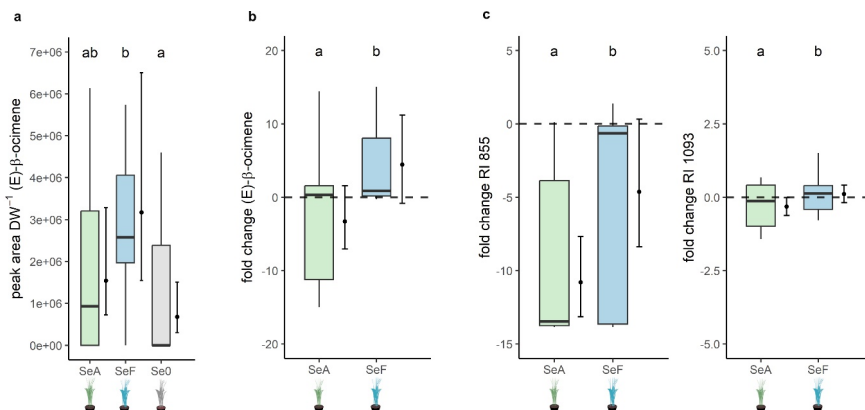 a
b
c
peak area DW⁻¹ (E)-β-ocimene
7e+06
6e+06
5e+06
4e+06
3e+06
2e+06
1e+06
0e+00
ab
b
a
SeA
SeF
Se0
fold change (E)-β-ocimene
20
10
0
-10
-20
a
b
SeA
SeF
fold change RI 855
5
0
-5
-10
-15
a
b
SeA
SeF
fold change RI 1093
5.0
2.5
0.0
-2.5
-5.0
a
b
SeA
SeF